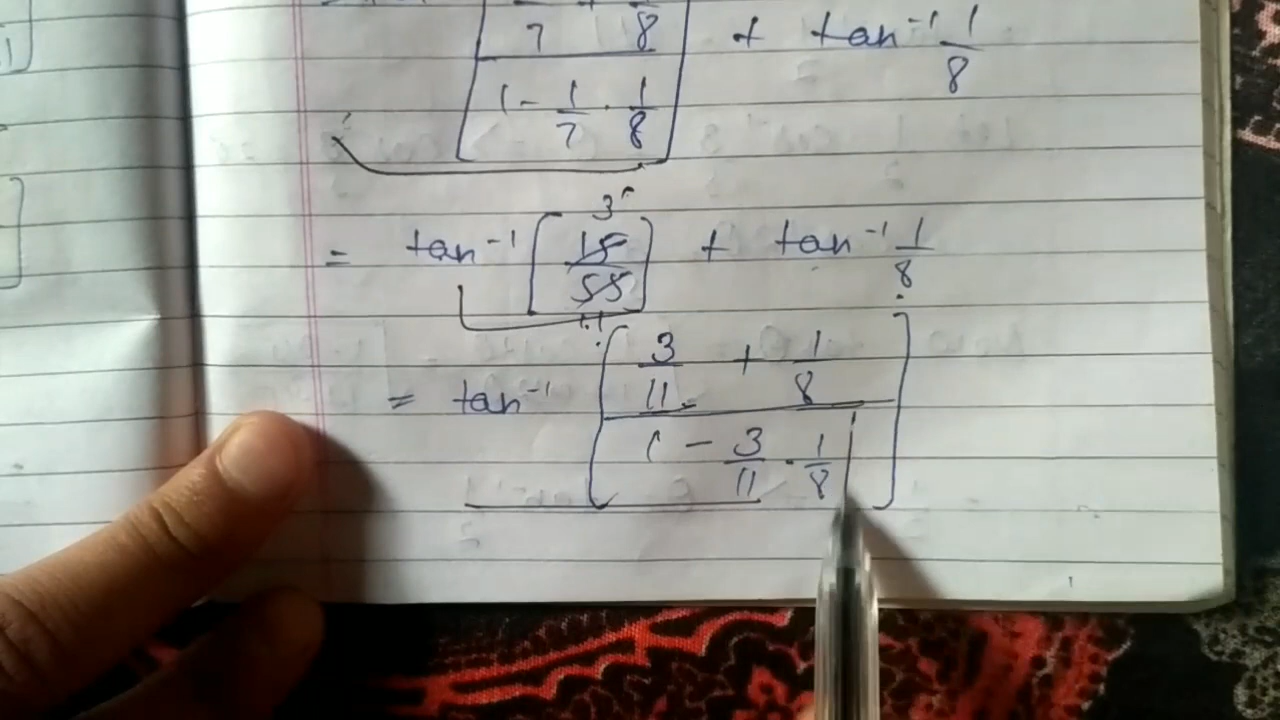 7 8 + tan⁻¹ 1/8
1 - 1/7 · 1/8
= tan⁻¹ [ 15/55 ] + tan⁻¹ 1/8
3
11
= tan⁻¹ [ 3/11 + 1/8
1 - 3/11 · 1/8 ]